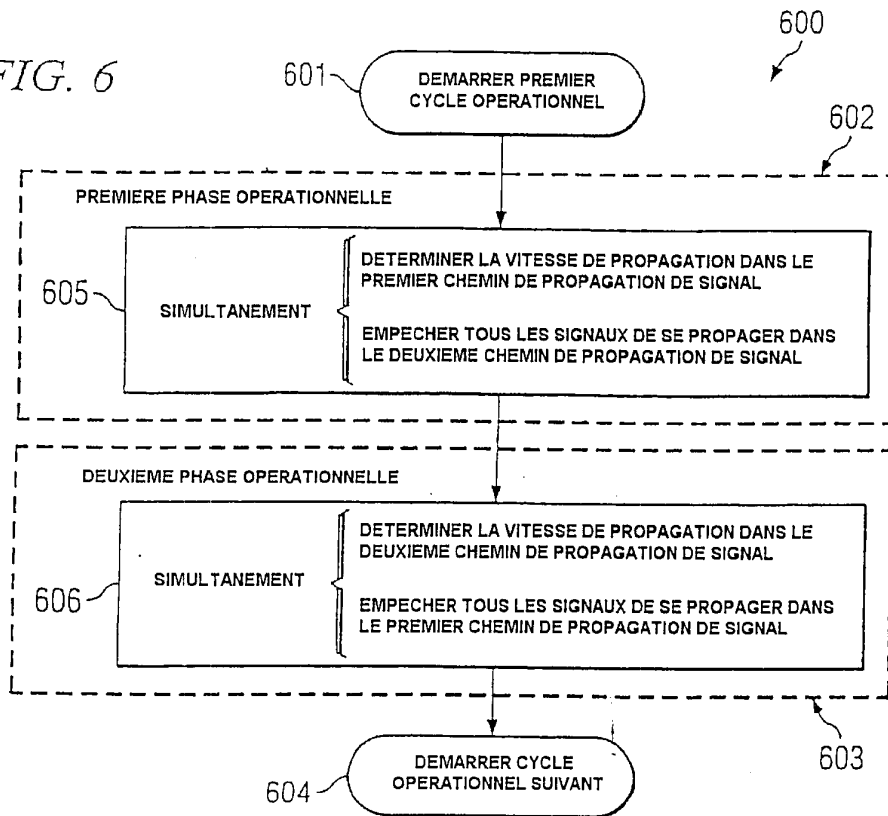 FIG. 6
600
601
DEMARRER PREMIER
CYCLE OPERATIONNEL
602
PREMIERE PHASE OPERATIONNELLE
605
SIMULTANEMENT
DETERMINER LA VITESSE DE PROPAGATION DANS LE
PREMIER CHEMIN DE PROPAGATION DE SIGNAL
EMPECHER TOUS LES SIGNAUX DE SE PROPAGER DANS
LE DEUXIEME CHEMIN DE PROPAGATION DE SIGNAL
DEUXIEME PHASE OPERATIONNELLE
606
SIMULTANEMENT
DETERMINER LA VITESSE DE PROPAGATION DANS LE
DEUXIEME CHEMIN DE PROPAGATION DE SIGNAL
EMPECHER TOUS LES SIGNAUX DE SE PROPAGER DANS
LE PREMIER CHEMIN DE PROPAGATION DE SIGNAL
603
604
DEMARRER CYCLE
OPERATIONNEL SUIVANT